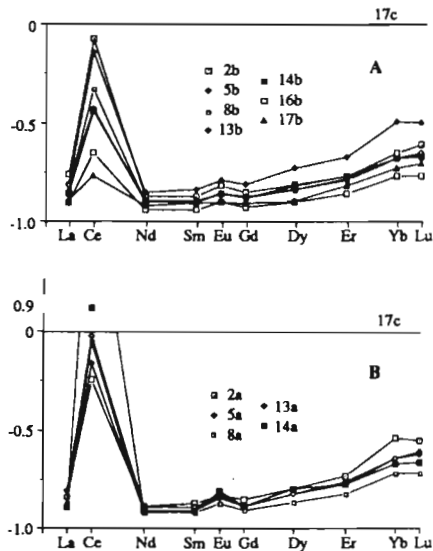 17c
0
A
2b
5b
8b
13b
14b
16b
17b
-0.5
-1.0
La Ce Nd Sm Eu Gd Dy Er Yb Lu
0.9
17c
0
B
2a
5a
8a
13a
14a
-0.5
-1.0
La Ce Nd Sm Eu Gd Dy Er Yb Lu